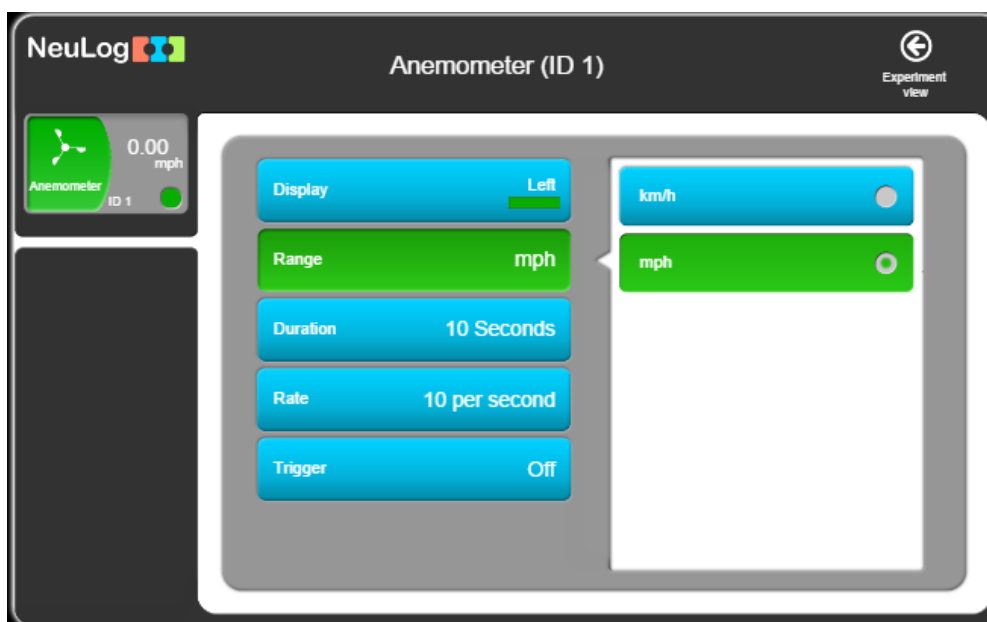 NeuLog
Anemometer (ID 1)
Experiment
view
0.00
mph
Anemometer
ID 1
Display Left
Range mph
Duration 10 Seconds
Rate 10 per second
Trigger Off
km/h
mph